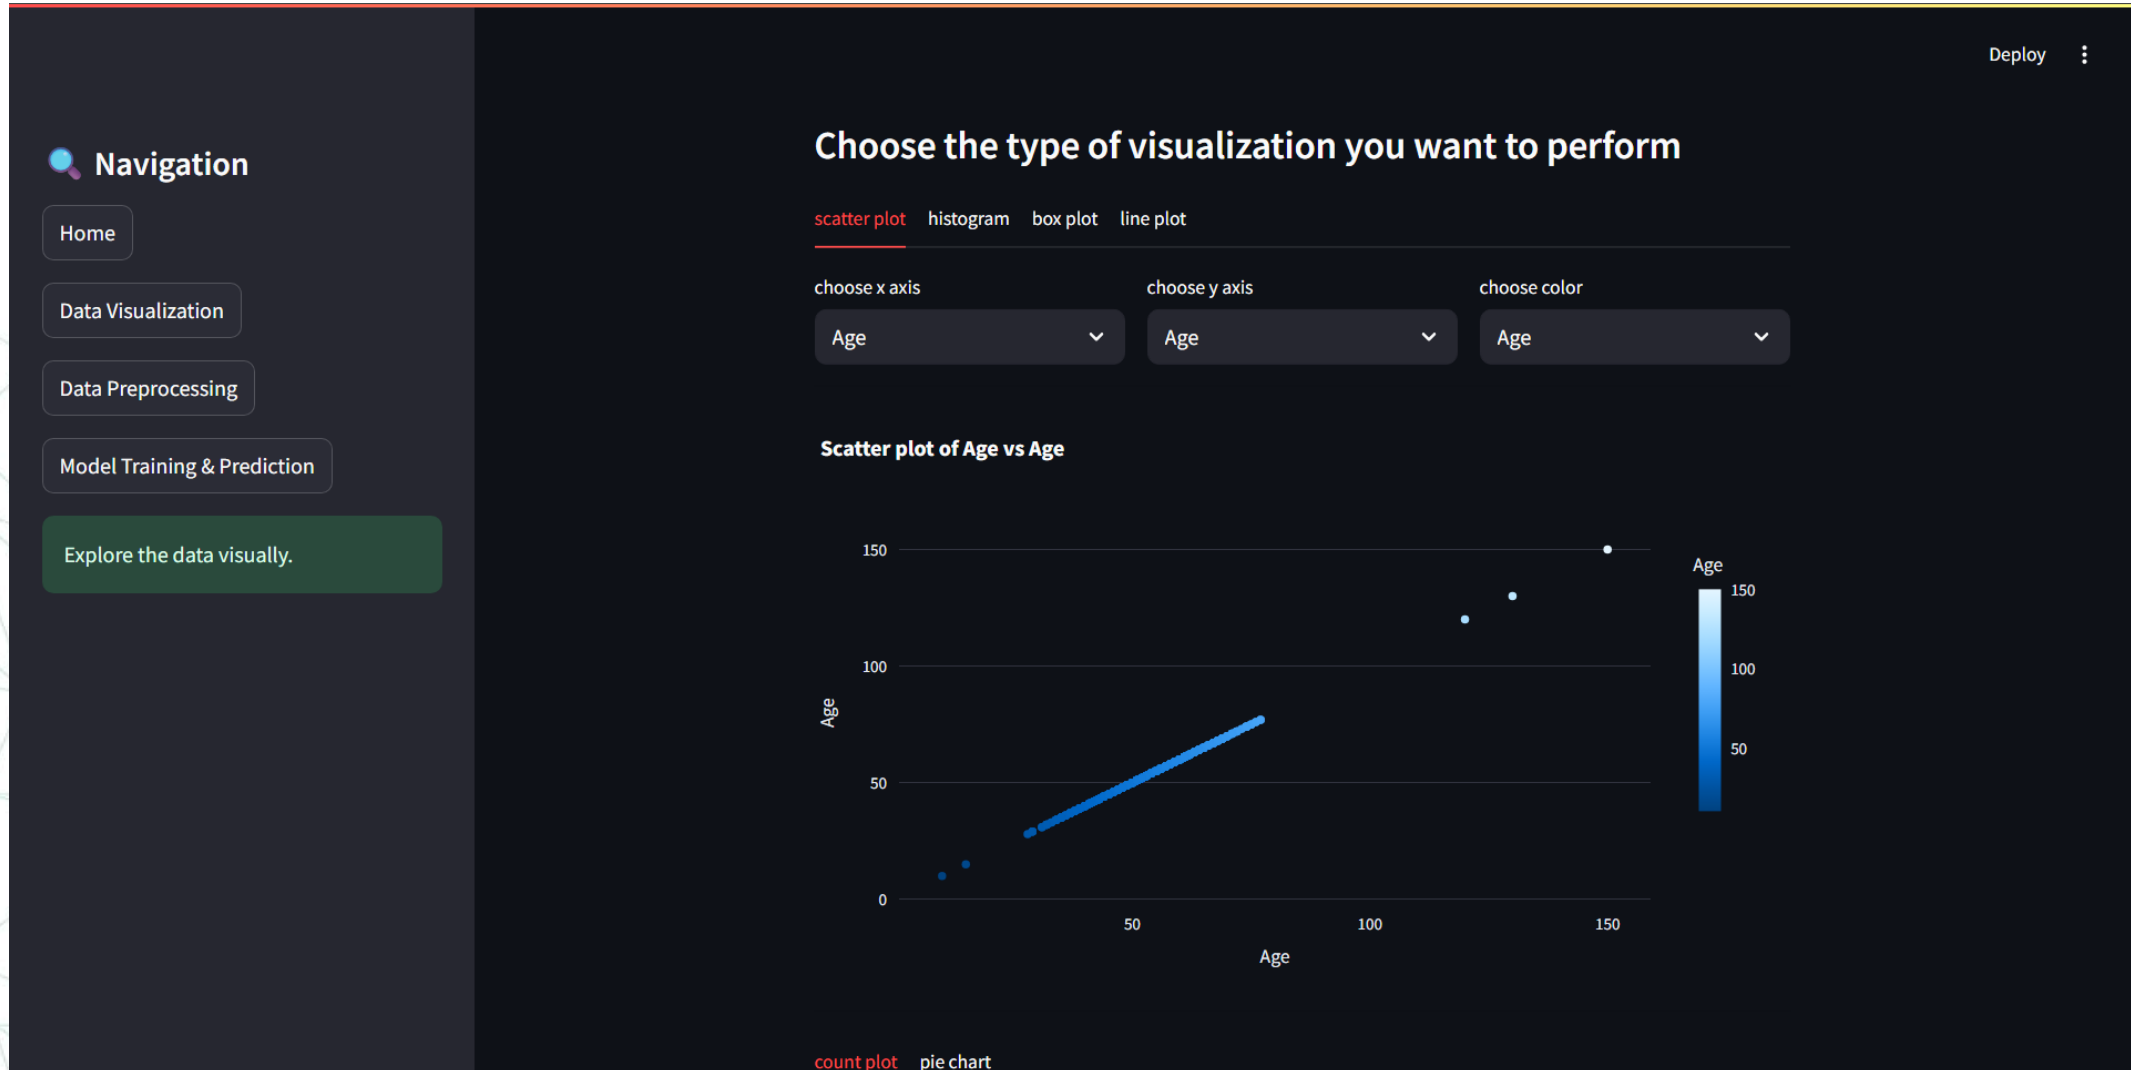 Deploy
Navigation
Home
Data Visualization
Data Preprocessing
Model Training & Prediction
Explore the data visually.
Choose the type of visualization you want to perform
scatter plot histogram box plot line plot
choose x axis choose y axis choose color
Age Age Age
Scatter plot of Age vs Age
150
100
50
0
Age
50 100 150
Age
Age
150
100
50
count plot pie chart